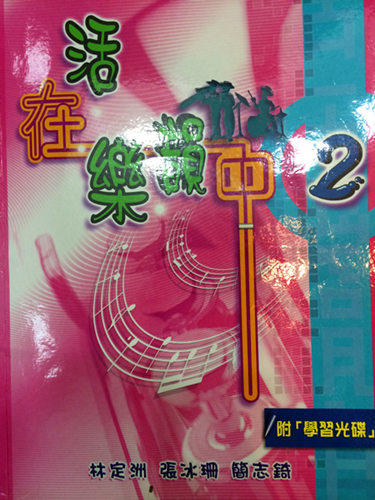 活在樂韻中
2
附「學習光碟」
林定洲 張冰珊 簡志錡